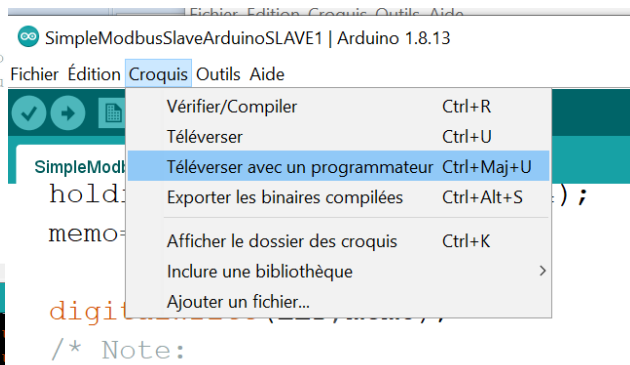 Fichier Edition Croquis Outils Aide
SimpleModbusSlaveArduinoSLAVE1 | Arduino 1.8.13
Fichier Édition Croquis Outils Aide
Vérifier/Compiler Ctrl+R
Téléverser Ctrl+U
SimpleModb Téléverser avec un programmateur Ctrl+Maj+U
holdi Exporter les binaires compilées Ctrl+Alt+S );
memo= Afficher le dossier des croquis Ctrl+K
Inclure une bibliothèque
Ajouter un fichier...
/* Note: